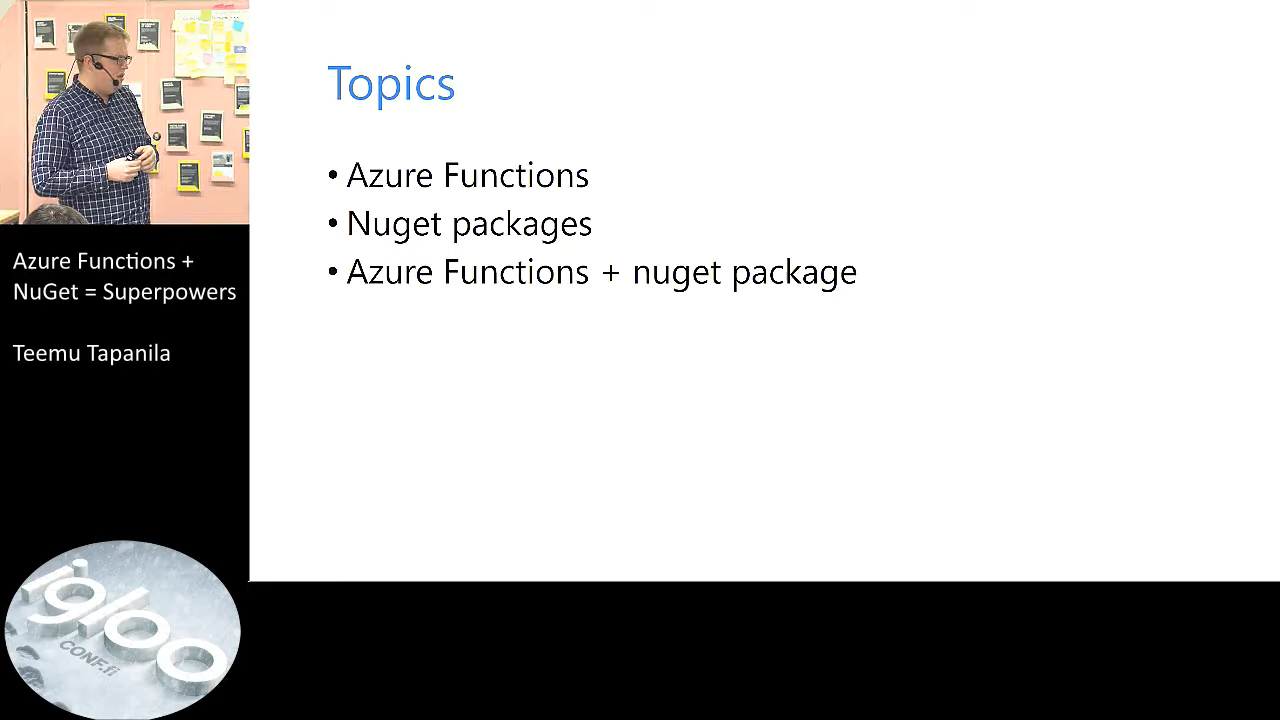 Topics
• Azure Functions
• Nuget packages
• Azure Functions + nuget package
Azure Functions +
NuGet = Superpowers
Teemu Tapanila
igloo
CONF.fi